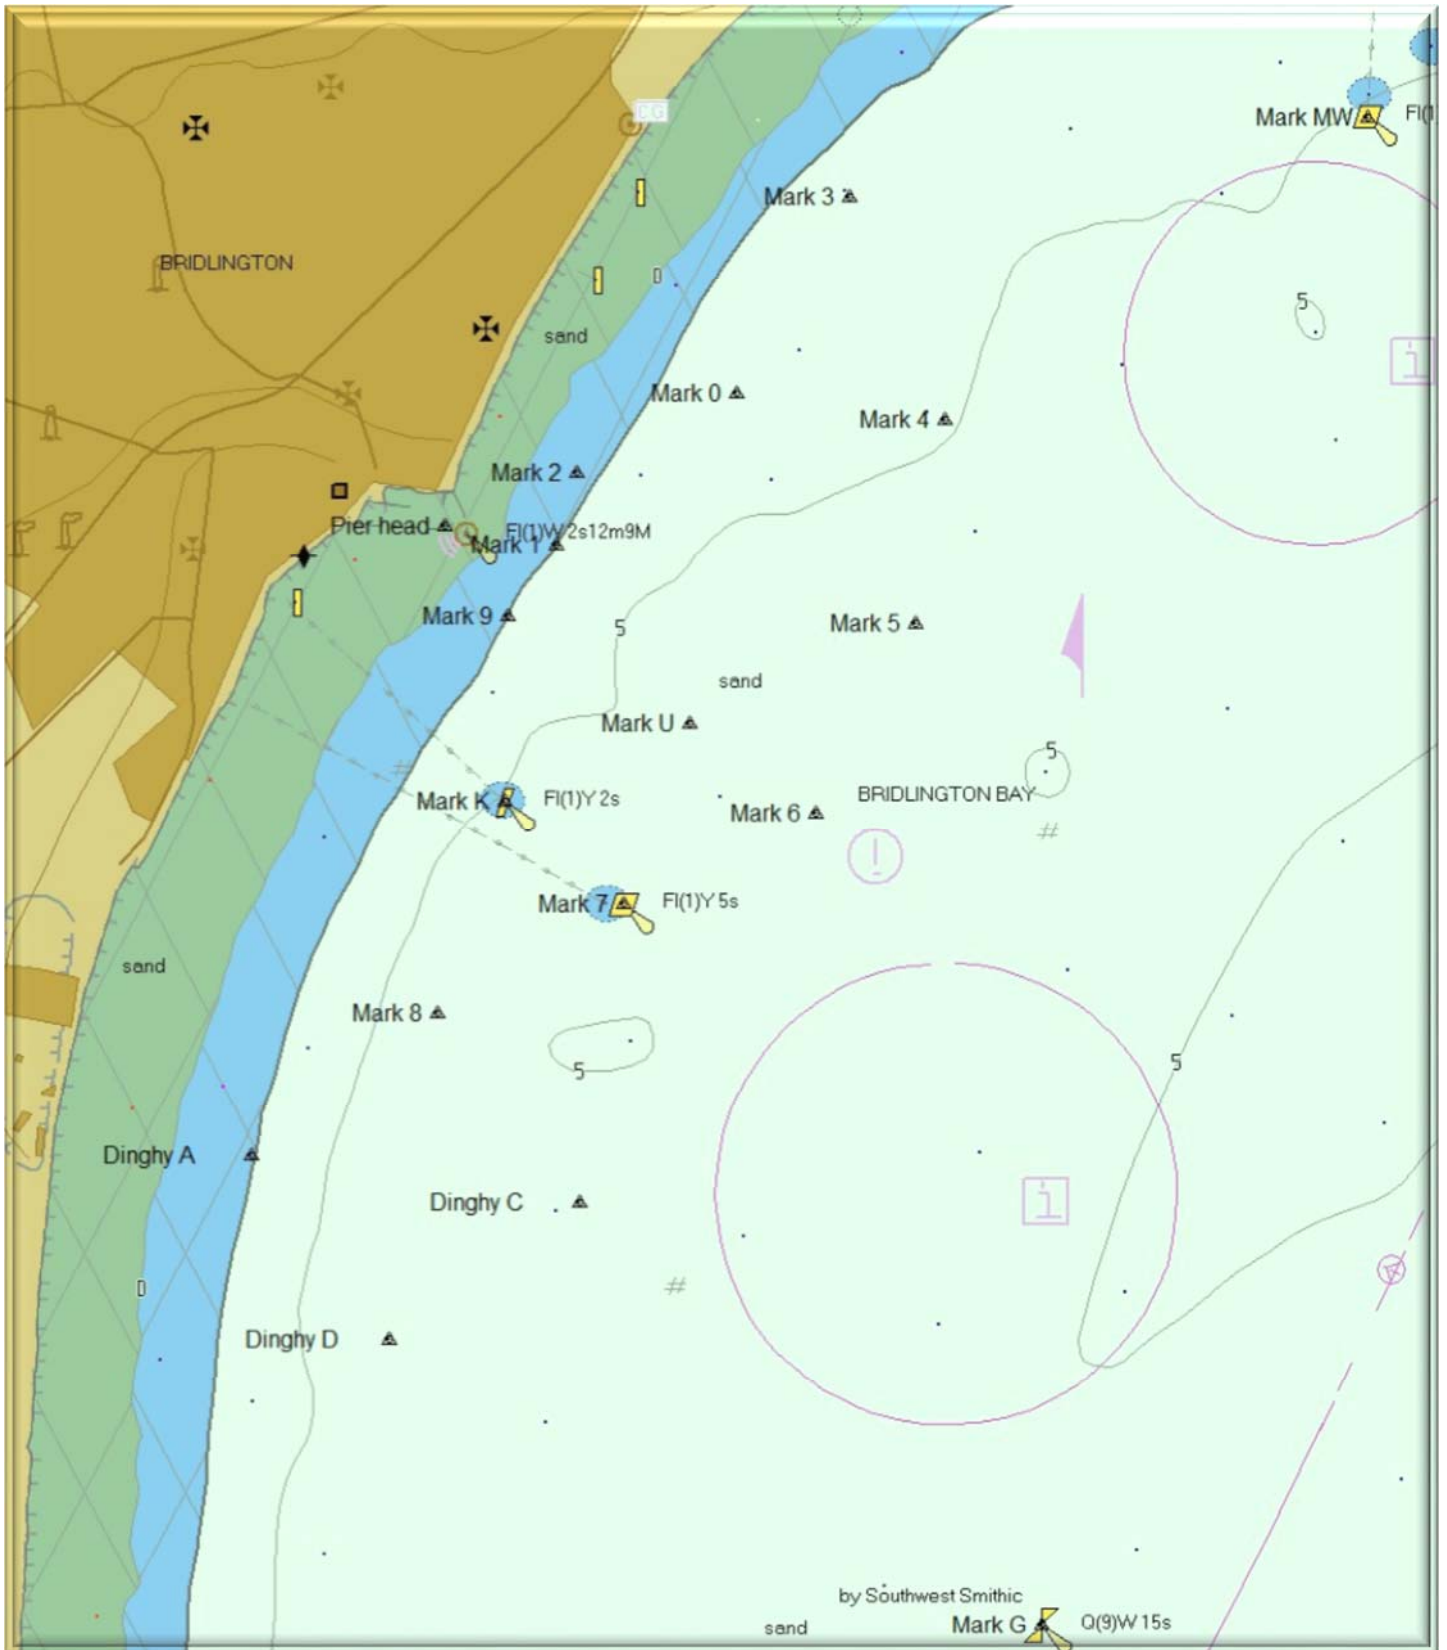 CG
Mark MW
Fl(1
Mark 3
BRIDLINGTON
5
sand
Mark 0
Mark 4
Mark 2
Pier head
Fl(1)W 2s12m9M
Mark 1
Mark 9
5
Mark 5
sand
Mark U
5
Mark K
Fl(1)Y 2s
BRIDLINGTON BAY
Mark 6
Mark 7
Fl(1)Y 5s
sand
Mark 8
5
5
Dinghy A
Dinghy C
Dinghy D
by Southwest Smithic
Mark G
Q(9)W 15s
sand